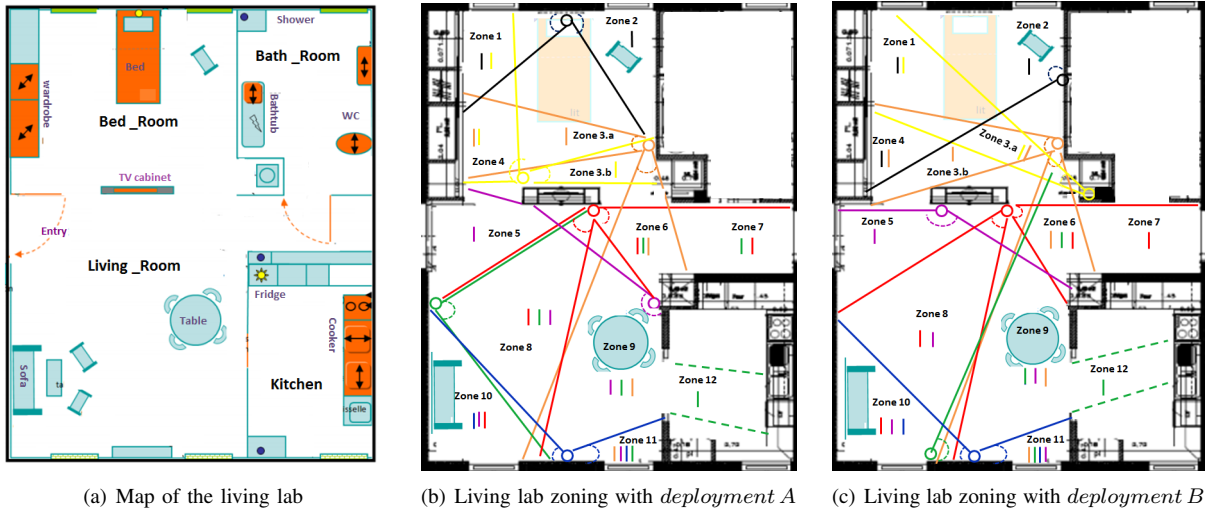 Shower
Bath _Room
Bed
wardrobe
Bathtub
WC
Bed _Room
TV cabinet
Entry
Living _Room
Fridge
Table
Cooker
Sofa
ta
Kitchen
isselle
(a) Map of the living lab
Zone 1
Zone 2
lit
Zone 3.a
Zone 4
Zone 3.b
Zone 5
Zone 6
Zone 7
Zone 8
Zone 9
Zone 10
Zone 12
Zone 11
(b) Living lab zoning with deployment A
Zone 2
Zone 1
lit
Zone 3.a
Zone 4
Zone 3.b
Zone 5
Zone 6
Zone 7
Zone 8
Zone 9
Zone 12
Zone 10
Zone 11
(c) Living lab zoning with deployment B